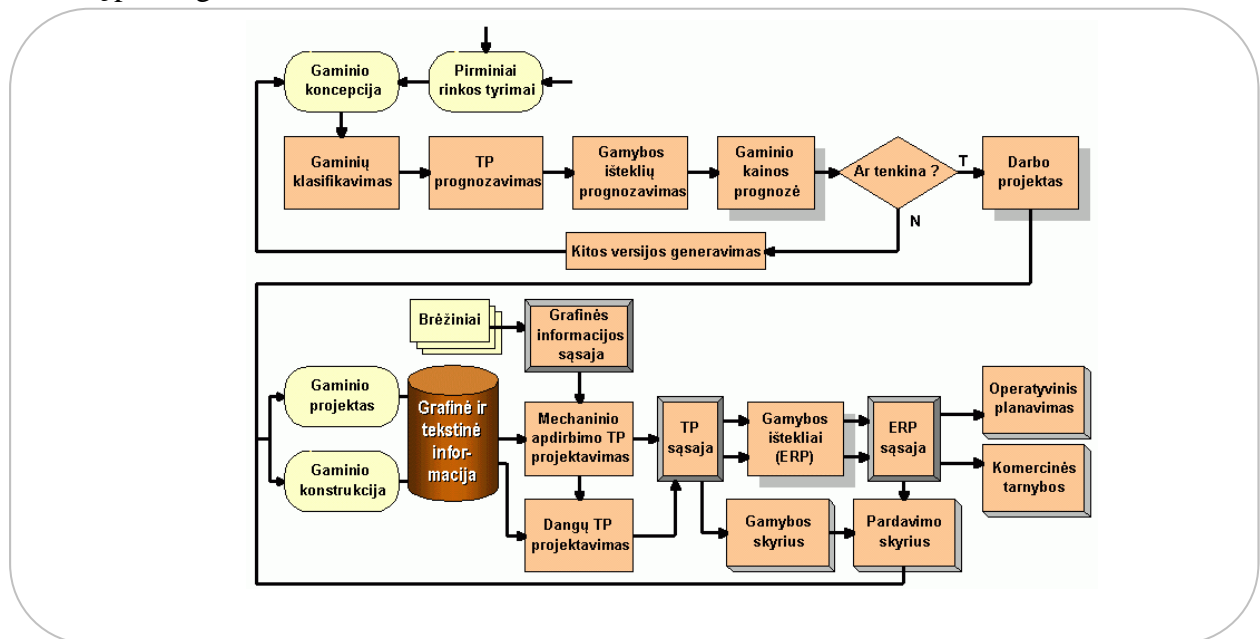 Gaminio
koncepcija
Pirminiai
rinkos tyrimai
Gaminių
klasifikavimas
TP
prognozavimas
Gamybos
išteklių
prognozavimas
Gaminio
kainos
prognozė
Ar tenkina ?
T
Darbo
projektas
N
Kitos versijos generavimas
Brėžiniai
Grafinės
informacijos
sąsaja
Gaminio
projektas
Grafinė ir
tekstinė
infor-
macija
Mechaninio
apdirbimo TP
projektavimas
TP
sąsaja
Gamybos
ištekliai
(ERP)
ERP
sąsaja
Operatyvinis
planavimas
Gaminio
konstrukcija
Komercinės
tarnybos
Dangų TP
projektavimas
Gamybos
skyrius
Pardavimo
skyrius